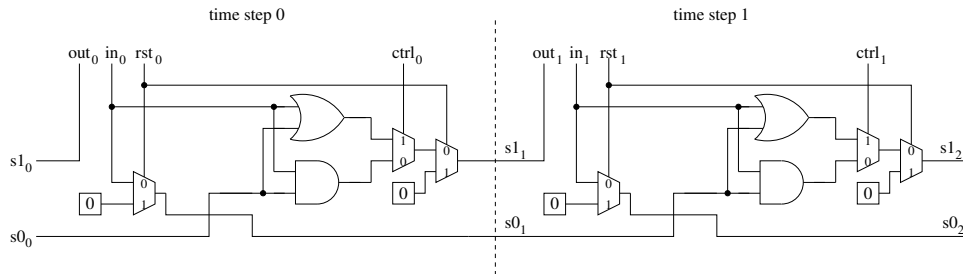 time step 0 time step 1
out₀ in₀ rst₀ ctrl₀ out₁ in₁ rst₁ ctrl₁
1 1
0 0
s1₀ 0 s1₁ 0 s1₂
1 1
0 0
0 0 0 0
1 1
s0₀ s0₁ s0₂